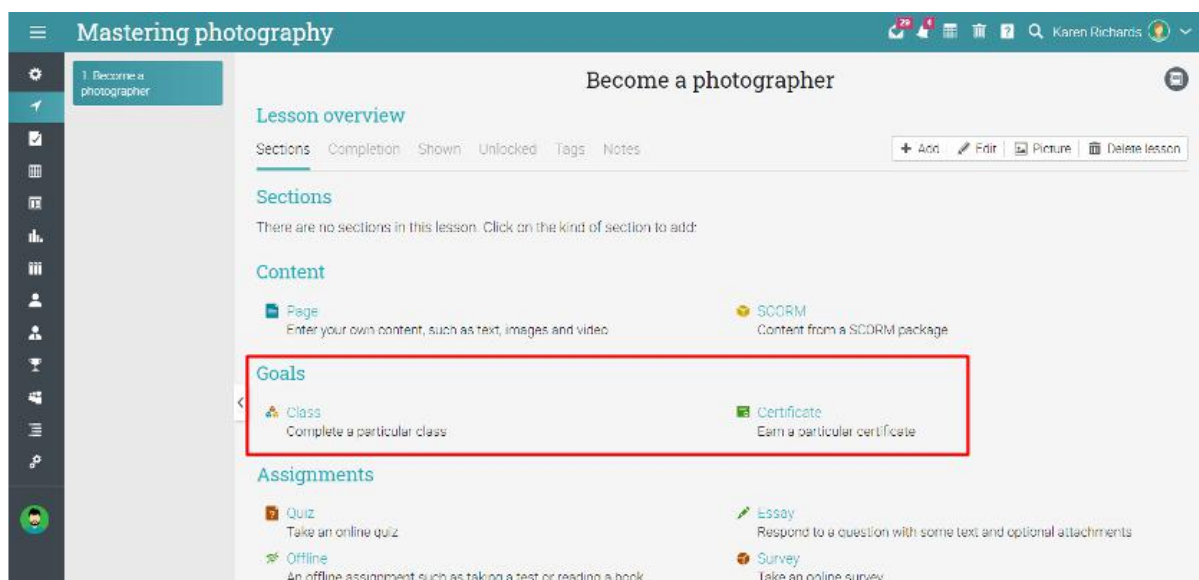 Mastering photography
29
4
Karen Richards
1. Become a
photographer
Become a photographer
Lesson overview
Sections Completion Shown Unlocked Tags Notes
Add Edit Picture Delete lesson
Sections
There are no sections in this lesson. Click on the kind of section to add:
Content
Page
Enter your own content, such as text, images and video
SCORM
Content from a SCORM package
Goals
Class
Complete a particular class
Certificate
Earn a particular certificate
Assignments
Quiz
Take an online quiz
Essay
Respond to a question with some text and optional attachments
Offline
An offline assignment such as taking a test or reading a book
Survey
Take an online survey